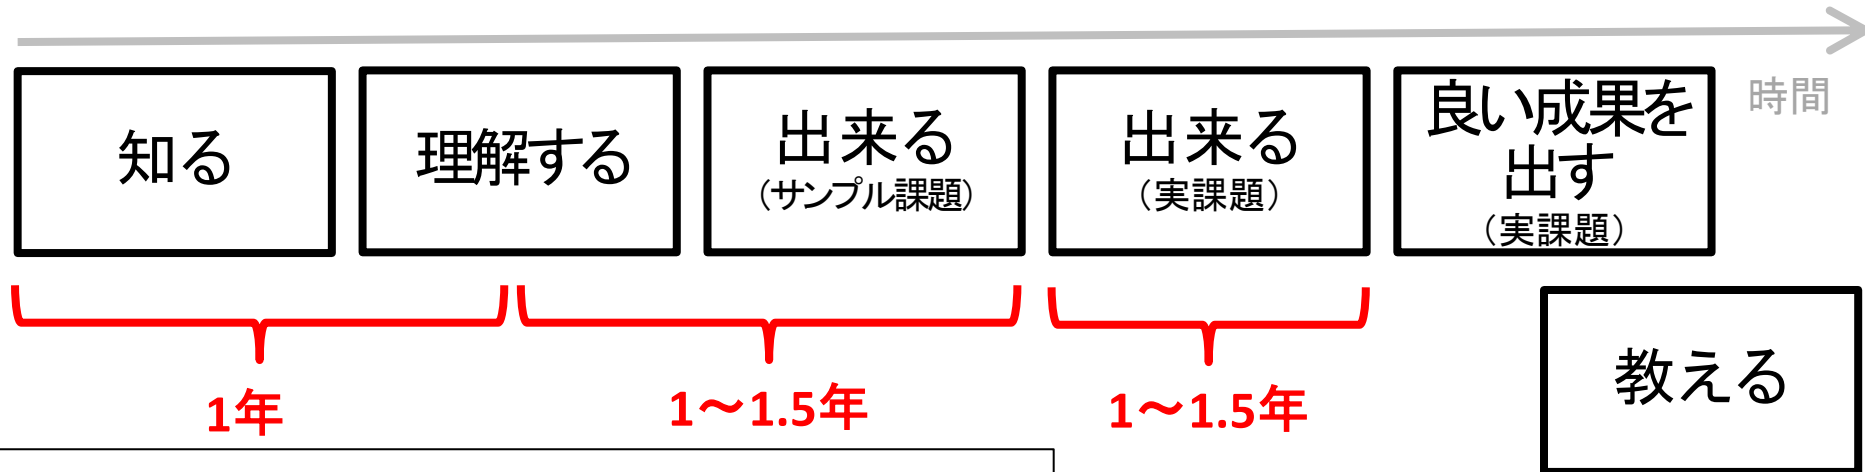 時間
知る
理解する
出来る
（サンプル課題）
出来る
（実課題）
良い成果を
出す
（実課題）
1年
1～1.5年
1～1.5年
教える